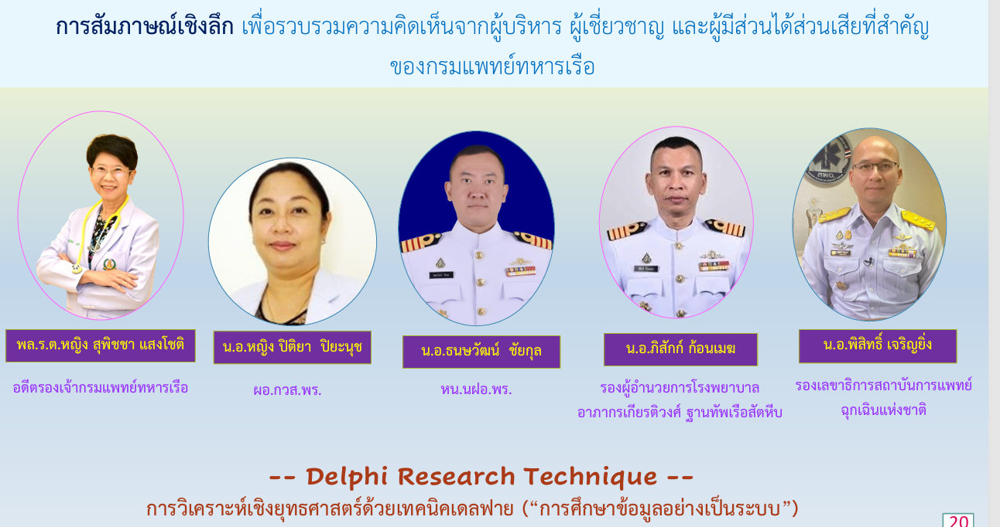 การสัมภาษณ์เชิงลึก เพื่อรวบรวมความคิดเห็นจากผู้บริหาร ผู้เชี่ยวชาญ และผู้มีส่วนได้ส่วนเสียที่สำคัญ
ของกรมแพทย์ทหารเรือ
สพฉ.
พล.ร.ต.หญิง สุพิชชา แสงโชติ
น.อ.หญิง ปิติยา ปิยะนุช
น.อ.ธนษวัฒน์ ชัยกุล
น.อ.ภิสักก์ ก้อนเมฆ
น.อ.พิสิทธิ์ เจริญยิ่ง
อดีตรองเจ้ากรมแพทย์ทหารเรือ
ผอ.กวส.พร.
หน.นฝอ.พร.
รองผู้อำนวยการโรงพยาบาล
อาภากรเกียรติวงศ์ ฐานทัพเรือสัตหีบ
รองเลขาธิการสถาบันการแพทย์
ฉุกเฉินแห่งชาติ
-- Delphi Research Technique --
การวิเคราะห์เชิงยุทธศาสตร์ด้วยเทคนิคเดลฟาย (“การศึกษาข้อมูลอย่างเป็นระบบ”)
20